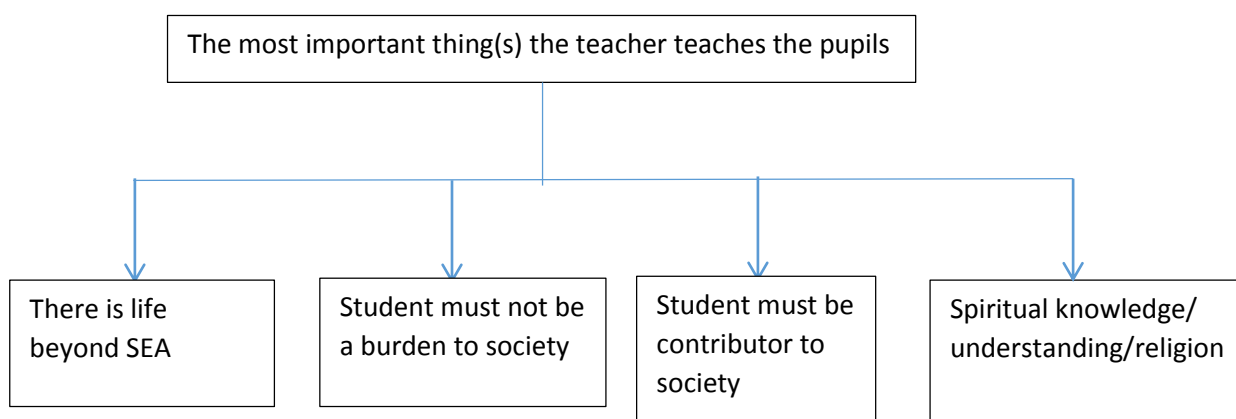 The most important thing(s) the teacher teaches the pupils
There is life
beyond SEA
Student must not be
a burden to society
Student must be
contributor to
society
Spiritual knowledge/
understanding/religion